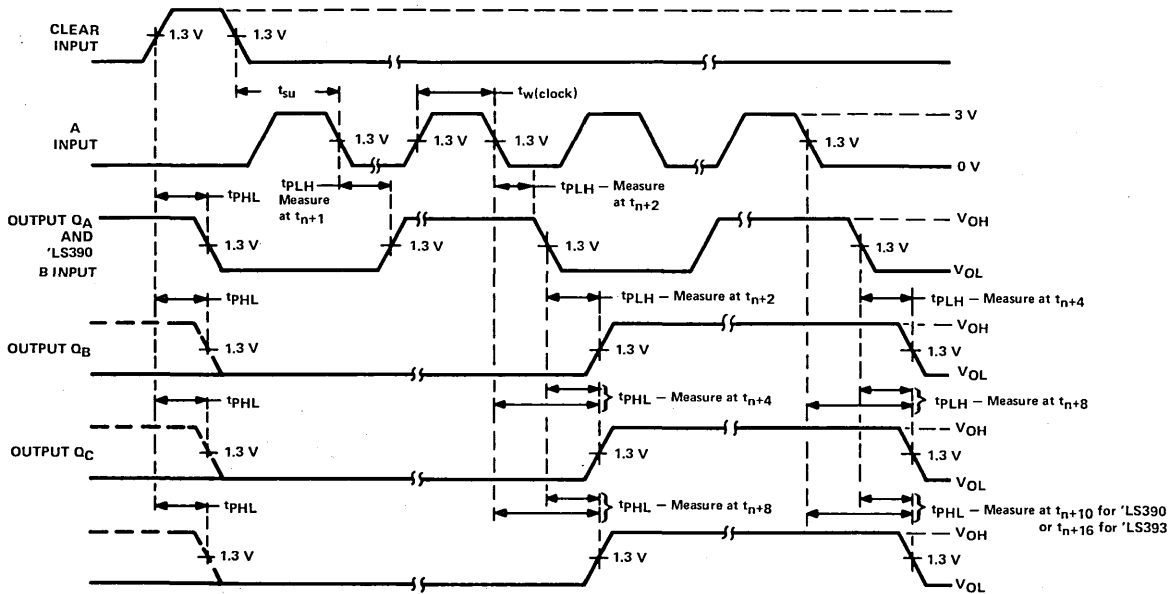 CLEAR
INPUT
1.3 V
1.3 V
tsu
tw(clock)
A
INPUT
1.3 V
1.3 V
1.3 V
1.3 V
3 V
0 V
tPHL
tPLH
Measure
at tn+1
tPLH – Measure
at tn+2
OUTPUT QA
AND
'LS390
B INPUT
1.3 V
1.3 V
1.3 V
1.3 V
VOH
VOL
tPHL
tPLH – Measure at tn+2
tPLH – Measure at tn+4
OUTPUT QB
1.3 V
1.3 V
1.3 V
VOH
VOL
tPHL
tPHL – Measure at tn+4
tPLH – Measure at tn+8
OUTPUT QC
1.3 V
1.3 V
1.3 V
VOH
VOL
tPHL
tPHL – Measure at tn+8
tPHL – Measure at tn+10 for 'LS390
or tn+16 for 'LS393
1.3 V
1.3 V
1.3 V
VOH
VOL